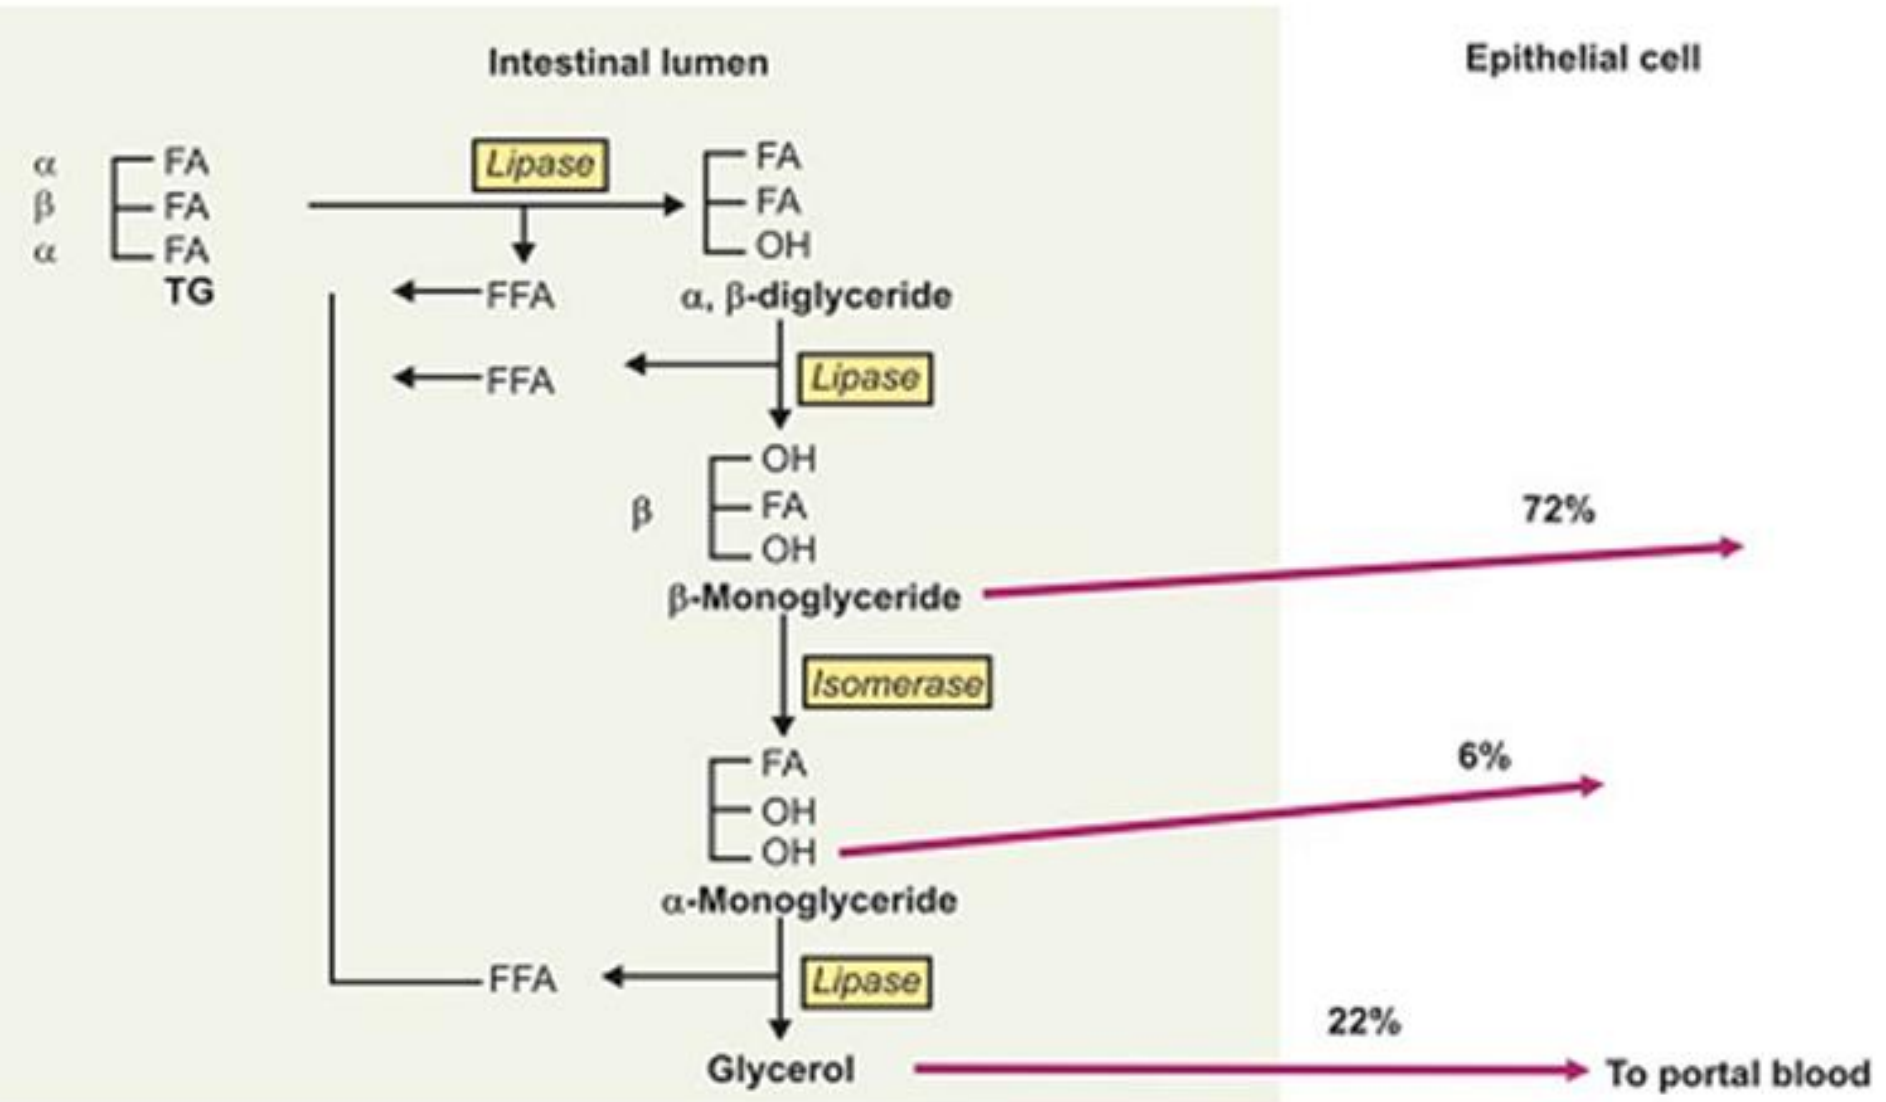 Intestinal lumen
Epithelial cell
α FA
β FA
α FA
TG
Lipase
FA
FA
OH
FFA
α, β-diglyceride
FFA
Lipase
OH
β FA
OH
72%
β-Monoglyceride
Isomerase
FA
OH
OH
6%
α-Monoglyceride
FFA
Lipase
22%
Glycerol
To portal blood